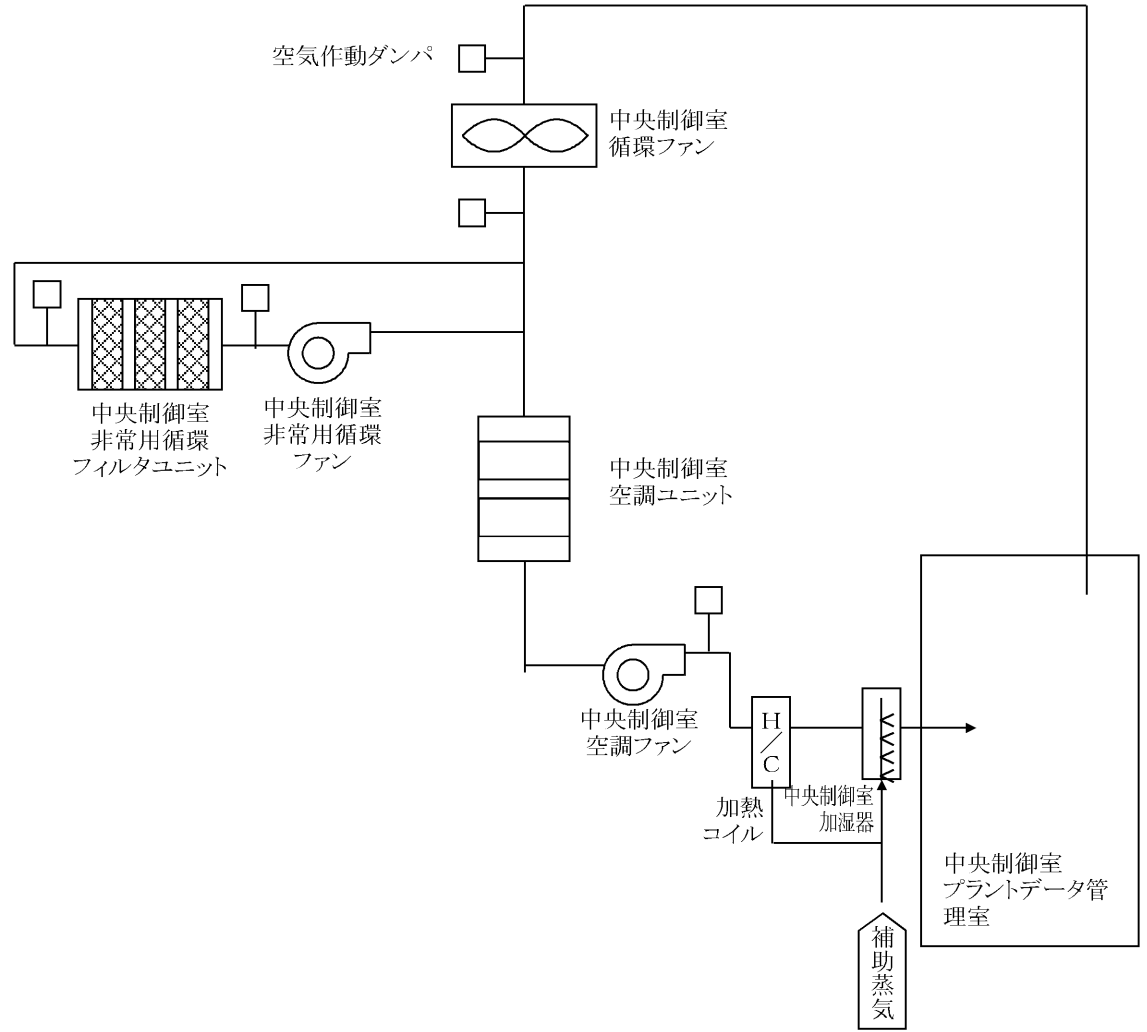 空気作動ダンパ
中央制御室
循環ファン
中央制御室
非常用循環
フィルタユニット
中央制御室
非常用循環
ファン
中央制御室
空調ユニット
中央制御室
空調ファン
H
/
C
加熱
コイル
中央制御室
加湿器
中央制御室
プラントデータ管
理室
補助蒸気